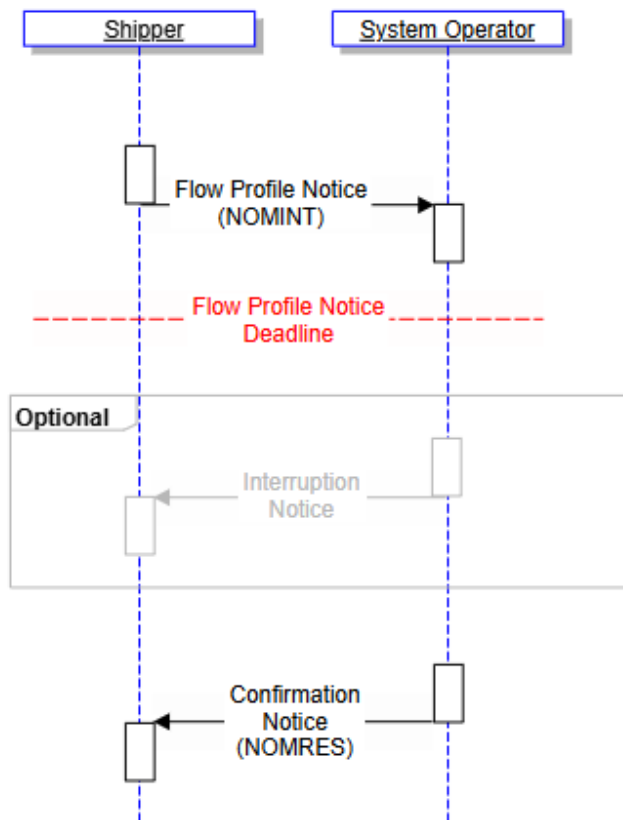 Shipper
System Operator
Flow Profile Notice
(NOMINT)
Flow Profile Notice
Deadline
Optional
Interruption
Notice
Confirmation
Notice
(NOMRES)